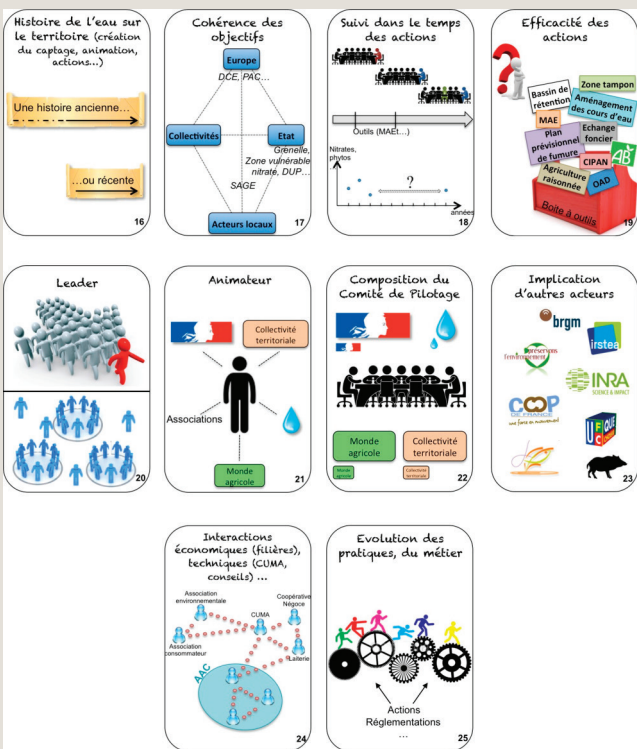 Histoire de l'eau sur
le territoire (création
du captage, animation,
actions...)
Une histoire ancienne...
...ou récente
16
Cohérence des
objectifs
Europe
DCE, PAC...
Collectivités
Etat
Grenelle,
Zone vulnérable
nitrate, DUP...
SAGE
Acteurs locaux
17
Suivi dans le temps
des actions
Outils (MAEt...)
Nitrates,
phytos
?
années
18
Efficacité des
actions
Zone tampon
Bassin de
rétention
Aménagement
des cours d'eau
MAE
Plan
prévisionnel
de fumure
Echange
foncier
AB
CIPAN
Agriculture
raisonnée
OAD
Boite à outils
19
Leader
20
Animateur
Collectivité
territoriale
Associations
Monde
agricole
21
Composition du
Comité de Pilotage
Monde
agricole
Collectivité
territoriale
Monde
agricole
Collectivité
territoriale
22
Implication
d'autres acteurs
brgm
irstea
préservons
l'environnement
INRA
SCIENCE & IMPACT
COOP
DE FRANCE
une force en mouvement
UFC
QUE
CHOISIR
23
Interactions
économiques (filières),
techniques (CUMA,
conseils) ...
Association
environnementale
Coopérative
Négoce
CUMA
Association
consommateur
Laiterie
AAC
24
Evolution des
pratiques, du métier
Actions
Réglementations
...
25